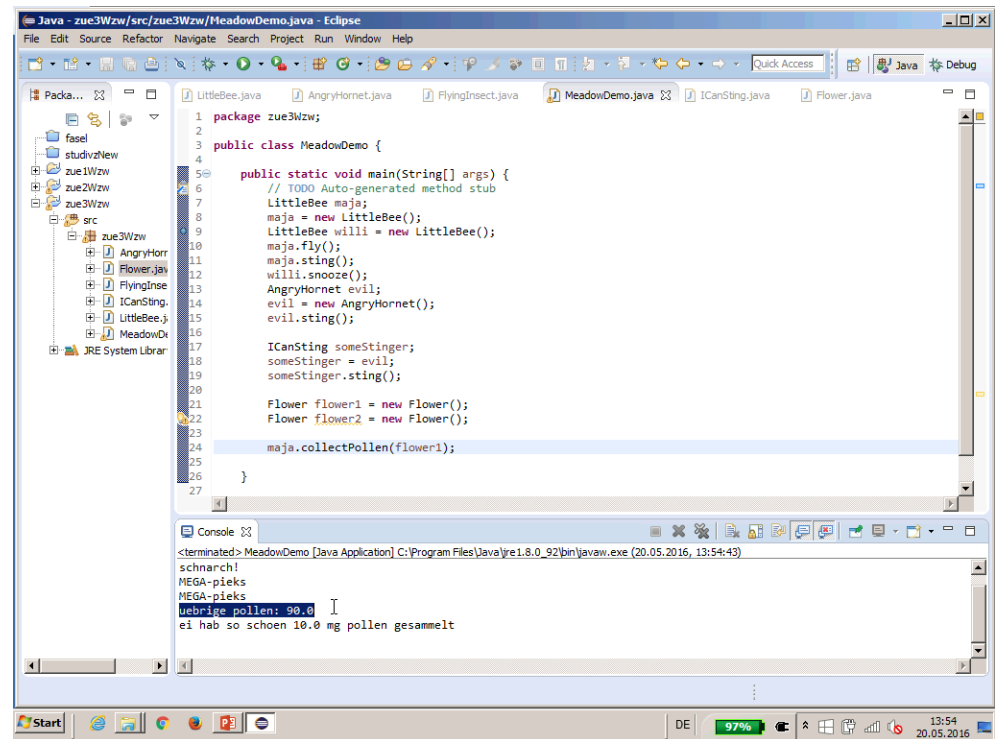 Java - zue3Wzw/src/zue3Wzw/MeadowDemo.java - Eclipse
File Edit Source Refactor Navigate Search Project Run Window Help
Quick Access Java Debug
Packa...
LittleBee.java AngryHornet.java FlyingInsect.java MeadowDemo.java ICanSting.java Flower.java
fasel
studivzNew
zue1Wzw
zue2Wzw
zue3Wzw
src
zue3Wzw
AngryHorr
Flower.jav
FlyingInse
ICanSting.
LittleBee.j
MeadowDe
JRE System Librar
1 package zue3Wzw;
2
3 public class MeadowDemo {
4
5 public static void main(String[] args) {
6 // TODO Auto-generated method stub
7 LittleBee maja;
8 maja = new LittleBee();
9 LittleBee willi = new LittleBee();
10 maja.fly();
11 maja.sting();
12 willi.snooze();
13 AngryHornet evil;
14 evil = new AngryHornet();
15 evil.sting();
16
17 ICanSting someStinger;
18 someStinger = evil;
19 someStinger.sting();
20
21 Flower flower1 = new Flower();
22 Flower flower2 = new Flower();
23
24 maja.collectPollen(flower1);
25
26 }
27
Console
<terminated> MeadowDemo [Java Application] C:\Program Files\Java\jre1.8.0_92\bin\javaw.exe (20.05.2016, 13:54:43)
schnarch!
MEGA-pieks
MEGA-pieks
uebrige pollen: 90.0
ei hab so schoen 10.0 mg pollen gesammelt
Start DE 97% 13:54
20.05.2016